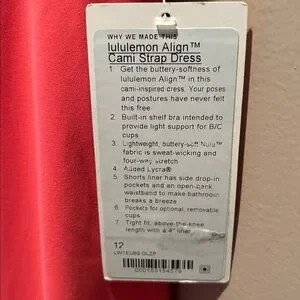 WHY WE MADE THIS
lululemon Align™
Cami Strap Dress
1. Get the buttery-softness of
lululemon Align™ in this
cami-inspired dress. Your poses
and postures have never felt
this free
2. Built-in shelf bra intended to
provide light support for B/C
cups
3. Lightweight, buttery-soft Nulu™
fabric is sweat-wicking and
four-way stretch
4. Added Lycra®
5. Shorts liner has side drop-in
pockets and an open-back
waistband to make bathroom
breaks a breeze
6. Pockets for optional, removable
cups
7. Tight fit, above-the-knee
length with a 4" liner
12